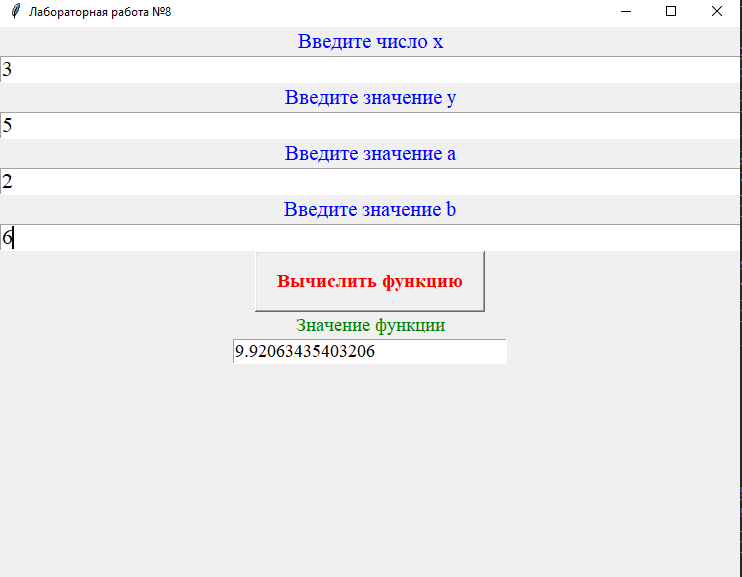 Лабораторная работа №8
Введите число x
3
Введите значение y
5
Введите значение a
2
Введите значение b
6
Вычислить функцию
Значение функции
9.92063435403206